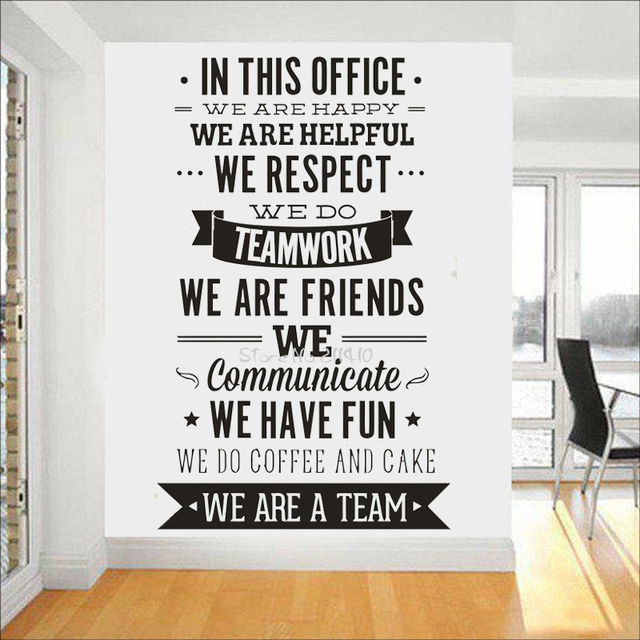 IN THIS OFFICE
WE ARE HAPPY
WE ARE HELPFUL
WE RESPECT
WE DO
TEAMWORK
WE ARE FRIENDS
WE
Communicate
WE HAVE FUN
WE DO COFFEE AND CAKE
WE ARE A TEAM